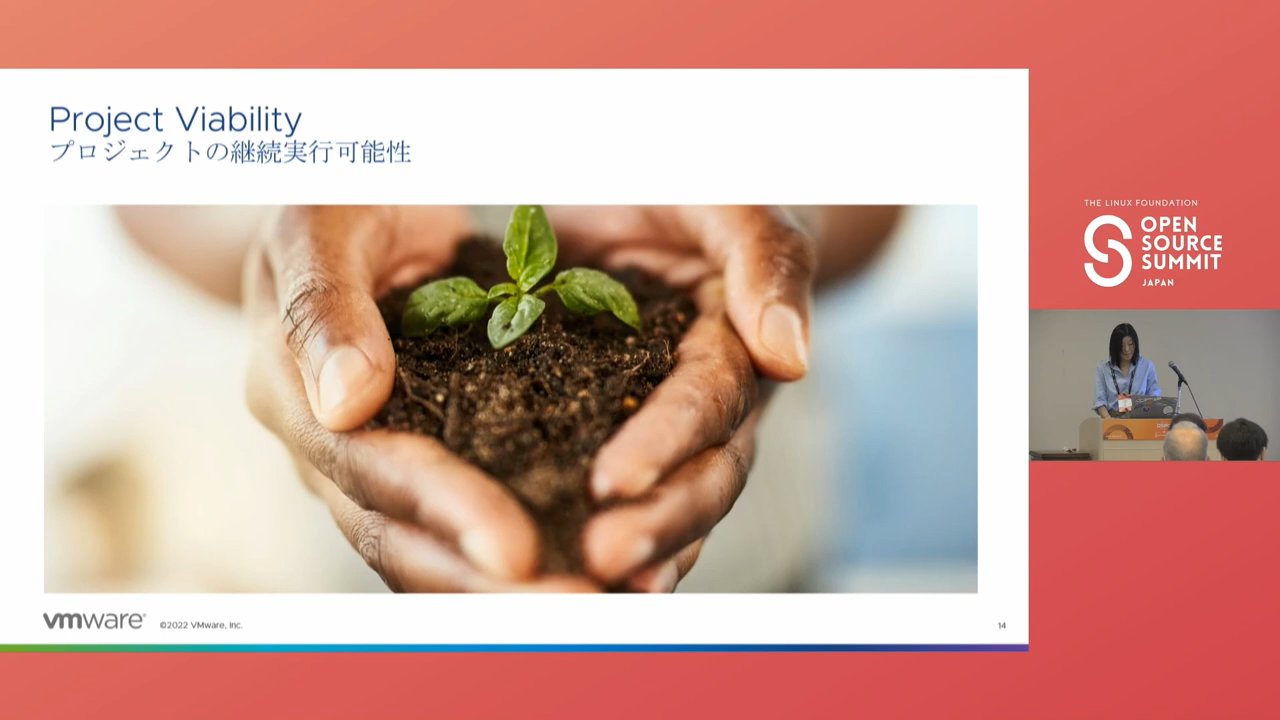 Project Viability
プロジェクトの継続実行可能性
vmware®
©2022 VMware, Inc.
14
THE LINUX FOUNDATION
OPEN
SOURCE
SUMMIT
JAPAN